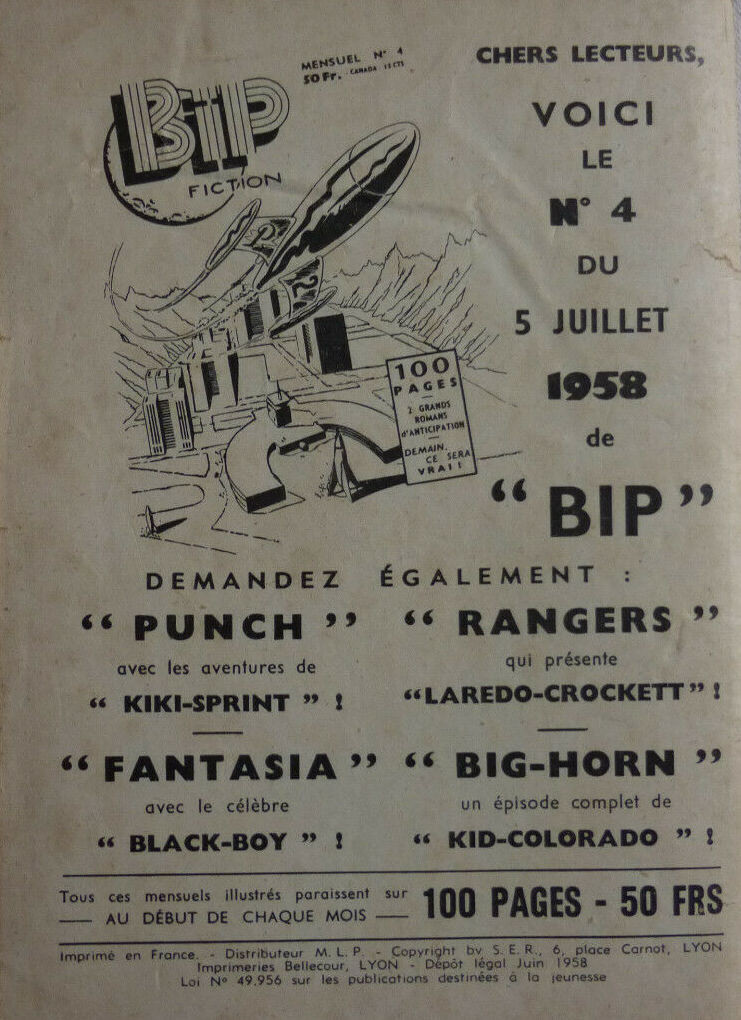 MENSUEL N° 4
50 Fr. - CANADA 15 CTS
BiP
FICTION
CHERS LECTEURS,
VOICI
LE
N° 4
DU
5 JUILLET
1958
de
“ BIP ”
100
PAGES
2 GRANDS
ROMANS
d'ANTICIPATION
DEMAIN,
CE SERA
VRAI !
DEMANDEZ ÉGALEMENT :
“ PUNCH ”
avec les aventures de
“ KIKI-SPRINT ” !
“ RANGERS ”
qui présente
“LAREDO-CROCKETT” !
“ FANTASIA ”
avec le célèbre
“ BLACK-BOY ” !
“ BIG-HORN ”
un épisode complet de
“ KID-COLORADO ” !
Tous ces mensuels illustrés paraissent sur
— AU DÉBUT DE CHAQUE MOIS —
100 PAGES - 50 FRS
Imprimé en France. - Distributeur M. L. P. - Copyright by S. E. R., 6, place Carnot, LYON
Imprimeries Bellecour, LYON - Dépôt légal Juin 1958
Loi N° 49.956 sur les publications destinées à la jeunesse